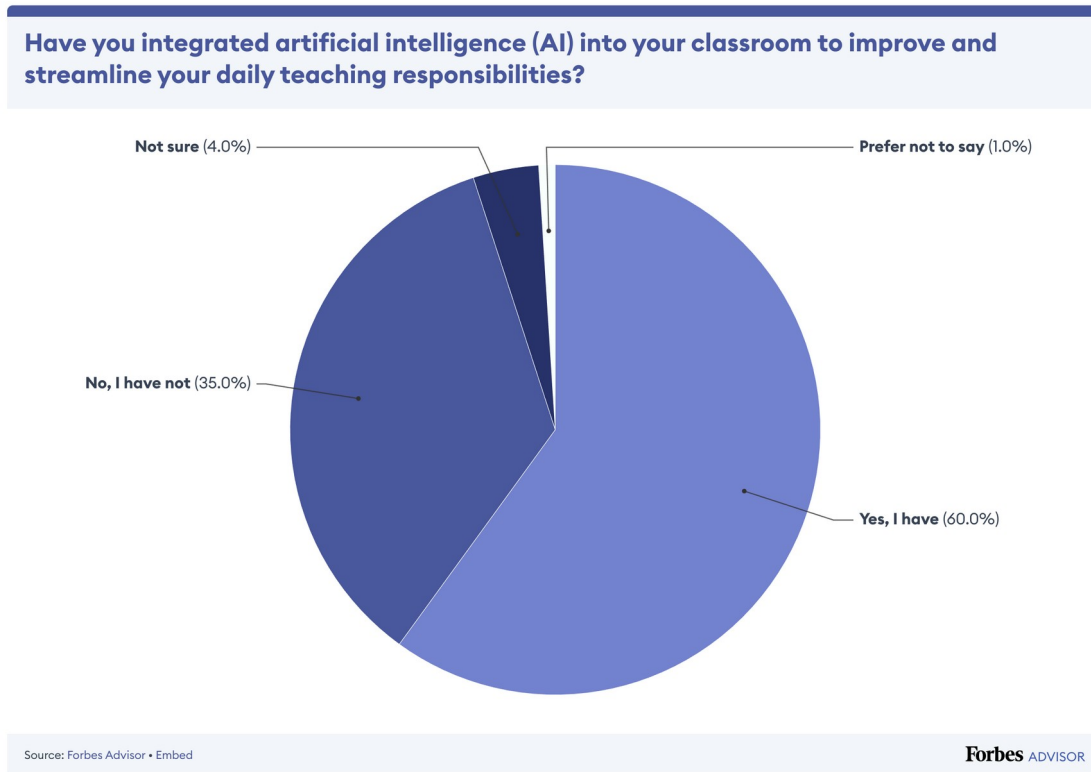 Have you integrated artificial intelligence (AI) into your classroom to improve and
streamline your daily teaching responsibilities?
Not sure (4.0%)
Prefer not to say (1.0%)
No, I have not (35.0%)
Yes, I have (60.0%)
Source: Forbes Advisor • Embed
Forbes ADVISOR